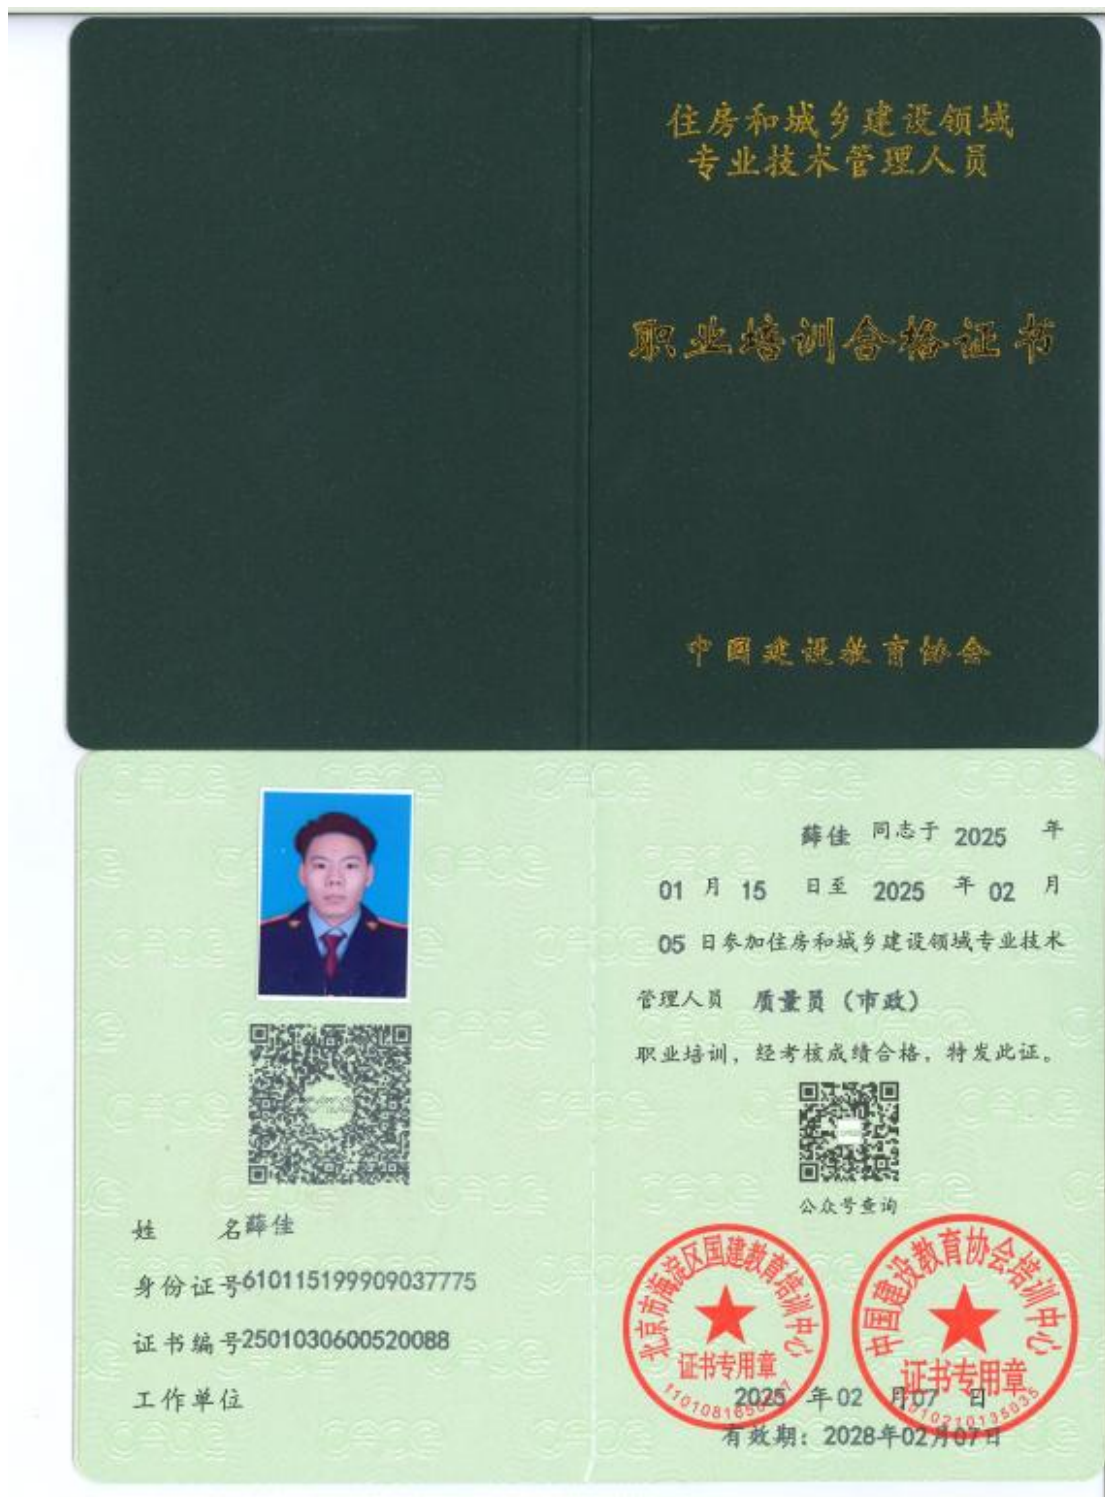 住房和城乡建设领域
专业技术管理人员
职业培训合格证书
中国建设教育协会
姓 名薛佳
身份证号610115199909037775
证书编号2501030600520088
工作单位
薛佳 同志于 2025 年
01 月 15 日至 2025 年 02 月
05 日参加住房和城乡建设领域专业技术
管理人员 质量员（市政）
职业培训，经考核成绩合格，特发此证。
公众号查询
北京市海淀区国建教育培训中心
证书专用章
中国建设教育协会培训中心
证书专用章
2025 年 02 月 07 日
有效期：2028年02月07日